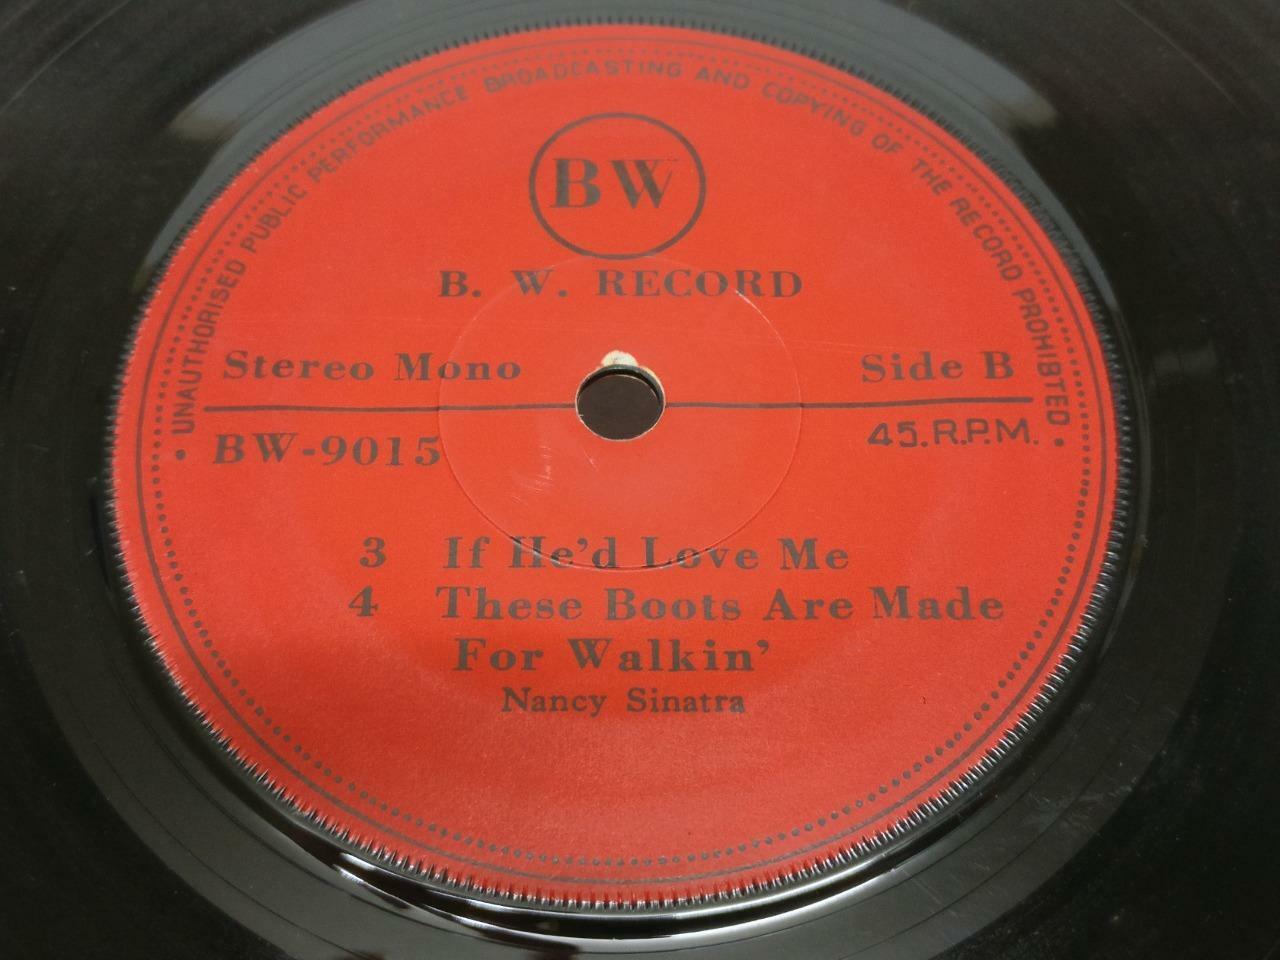 • UNAUTHORISED PUBLIC PERFORMANCE BROADCASTING AND COPYING OF THE RECORD PROHIBTED •
BW
B. W. RECORD
Stereo Mono
Side B
BW-9015
45.R.P.M.
3 If He'd Love Me
4 These Boots Are Made
For Walkin'
Nancy Sinatra